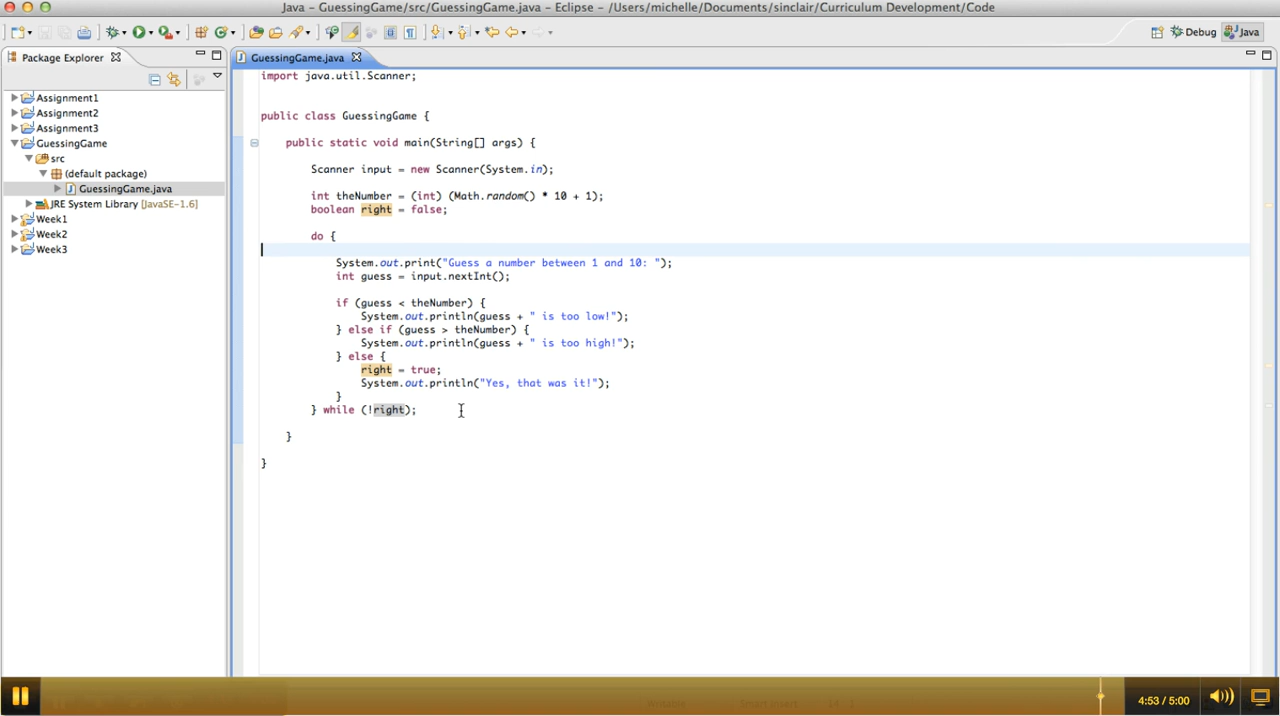 Java - GuessingGame/src/GuessingGame.java - Eclipse - /Users/michelle/Documents/sinclair/Curriculum Development/Code
Debug
Java
Package Explorer
Assignment1
Assignment2
Assignment3
GuessingGame
src
(default package)
GuessingGame.java
JRE System Library [JavaSE-1.6]
Week1
Week2
Week3
GuessingGame.java
import java.util.Scanner;
public class GuessingGame {
public static void main(String[] args) {
Scanner input = new Scanner(System.in);
int theNumber = (int) (Math.random() * 10 + 1);
boolean right = false;
do {
System.out.print("Guess a number between 1 and 10: ");
int guess = input.nextInt();
if (guess < theNumber) {
System.out.println(guess + " is too low!");
} else if (guess > theNumber) {
System.out.println(guess + " is too high!");
} else {
right = true;
System.out.println("Yes, that was it!");
}
} while (!right);
}
}
Writable
Smart Insert
14 : 1
4:53 / 5:00